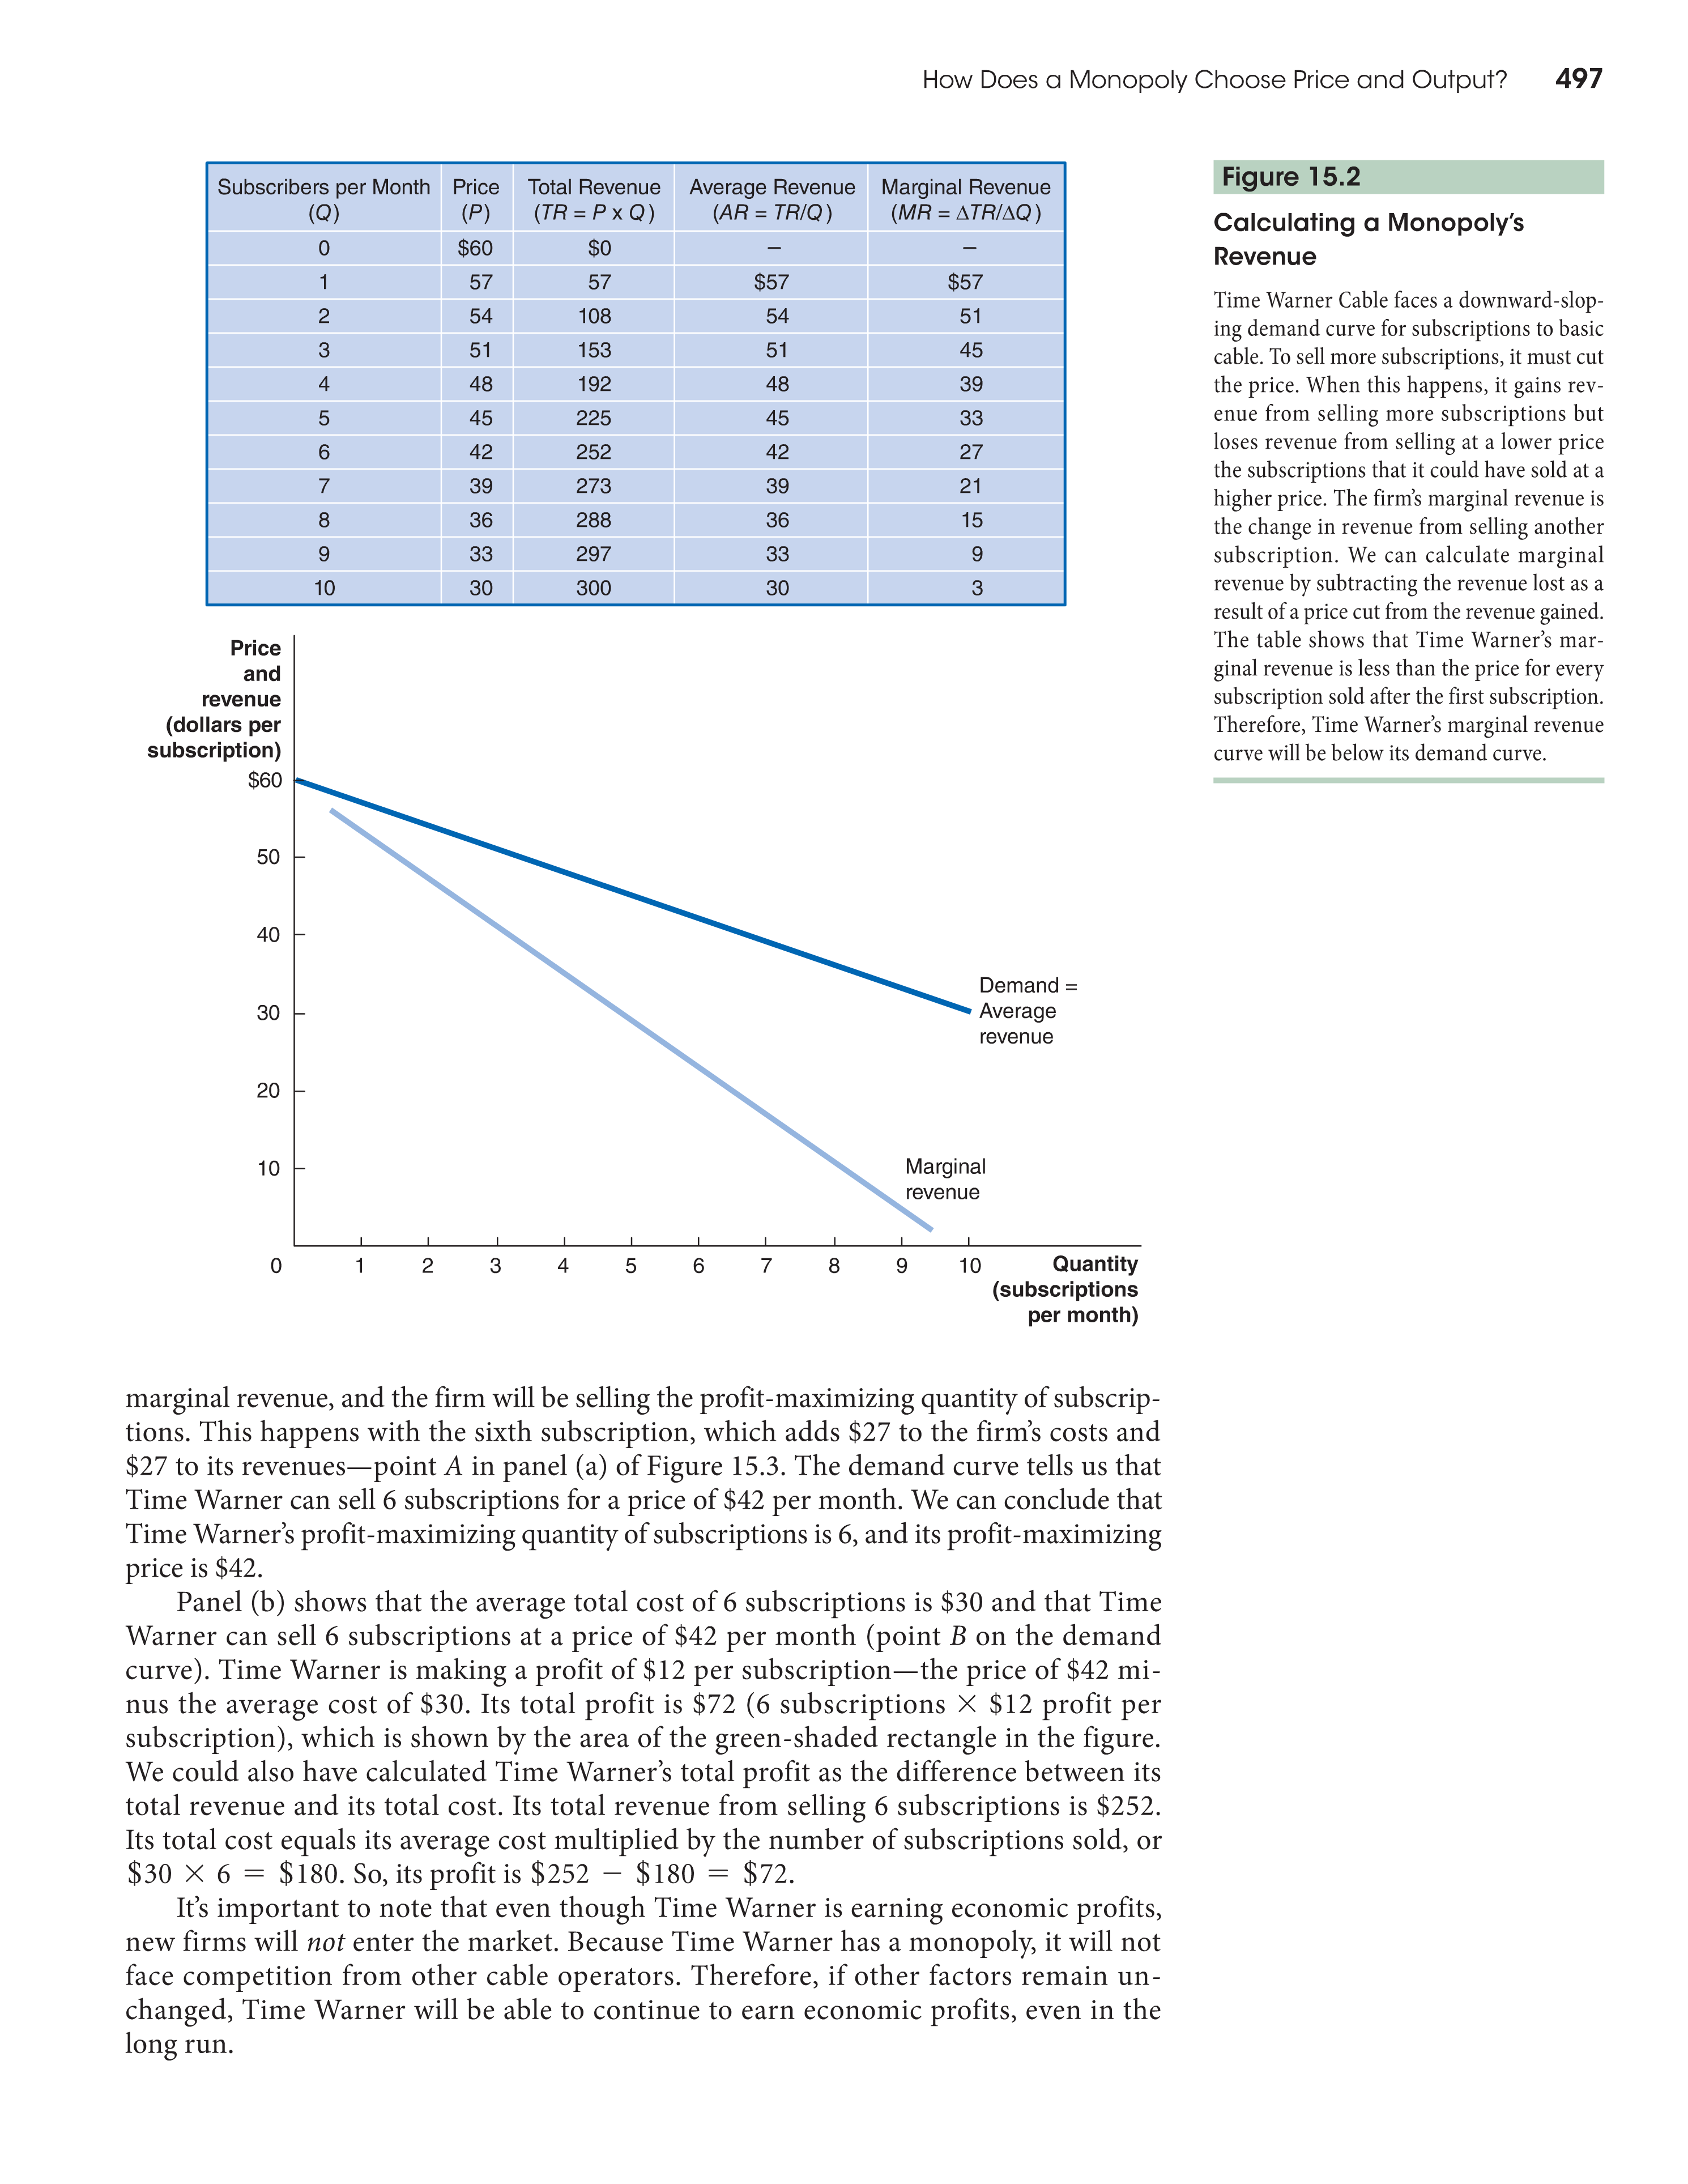 How Does a Monopoly Choose Price and Output? 497
Subscribers per Month (Q) Price (P) Total Revenue (TR = P x Q) Average Revenue (AR = TR/Q) Marginal Revenue (MR = ΔTR/ΔQ)
0 $60 $0 – –
1 57 57 $57 $57
2 54 108 54 51
3 51 153 51 45
4 48 192 48 39
5 45 225 45 33
6 42 252 42 27
7 39 273 39 21
8 36 288 36 15
9 33 297 33 9
10 30 300 30 3
Figure 15.2
Calculating a Monopoly's
Revenue
Time Warner Cable faces a downward-slop-
ing demand curve for subscriptions to basic
cable. To sell more subscriptions, it must cut
the price. When this happens, it gains rev-
enue from selling more subscriptions but
loses revenue from selling at a lower price
the subscriptions that it could have sold at a
higher price. The firm's marginal revenue is
the change in revenue from selling another
subscription. We can calculate marginal
revenue by subtracting the revenue lost as a
result of a price cut from the revenue gained.
The table shows that Time Warner's mar-
ginal revenue is less than the price for every
subscription sold after the first subscription.
Therefore, Time Warner's marginal revenue
curve will be below its demand curve.
Price
and
revenue
(dollars per
subscription)
$60
50
40
30
20
10
Demand =
Average
revenue
Marginal
revenue
0 1 2 3 4 5 6 7 8 9 10
Quantity
(subscriptions
per month)
marginal revenue, and the firm will be selling the profit-maximizing quantity of subscrip-
tions. This happens with the sixth subscription, which adds $27 to the firm's costs and
$27 to its revenues—point A in panel (a) of Figure 15.3. The demand curve tells us that
Time Warner can sell 6 subscriptions for a price of $42 per month. We can conclude that
Time Warner's profit-maximizing quantity of subscriptions is 6, and its profit-maximizing
price is $42.
Panel (b) shows that the average total cost of 6 subscriptions is $30 and that Time
Warner can sell 6 subscriptions at a price of $42 per month (point B on the demand
curve). Time Warner is making a profit of $12 per subscription—the price of $42 mi-
nus the average cost of $30. Its total profit is $72 (6 subscriptions × $12 profit per
subscription), which is shown by the area of the green-shaded rectangle in the figure.
We could also have calculated Time Warner's total profit as the difference between its
total revenue and its total cost. Its total revenue from selling 6 subscriptions is $252.
Its total cost equals its average cost multiplied by the number of subscriptions sold, or
$30 × 6 = $180. So, its profit is $252 − $180 = $72.
It's important to note that even though Time Warner is earning economic profits,
new firms will not enter the market. Because Time Warner has a monopoly, it will not
face competition from other cable operators. Therefore, if other factors remain un-
changed, Time Warner will be able to continue to earn economic profits, even in the
long run.